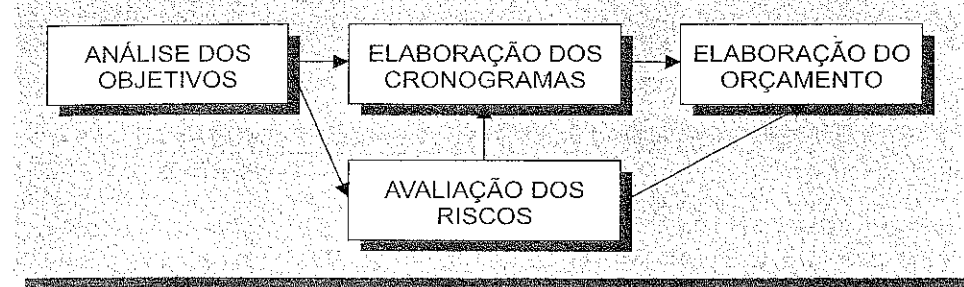 ANÁLISE DOS
OBJETIVOS
ELABORAÇÃO DOS
CRONOGRAMAS
ELABORAÇÃO DO
ORÇAMENTO
AVALIAÇÃO DOS
RISCOS